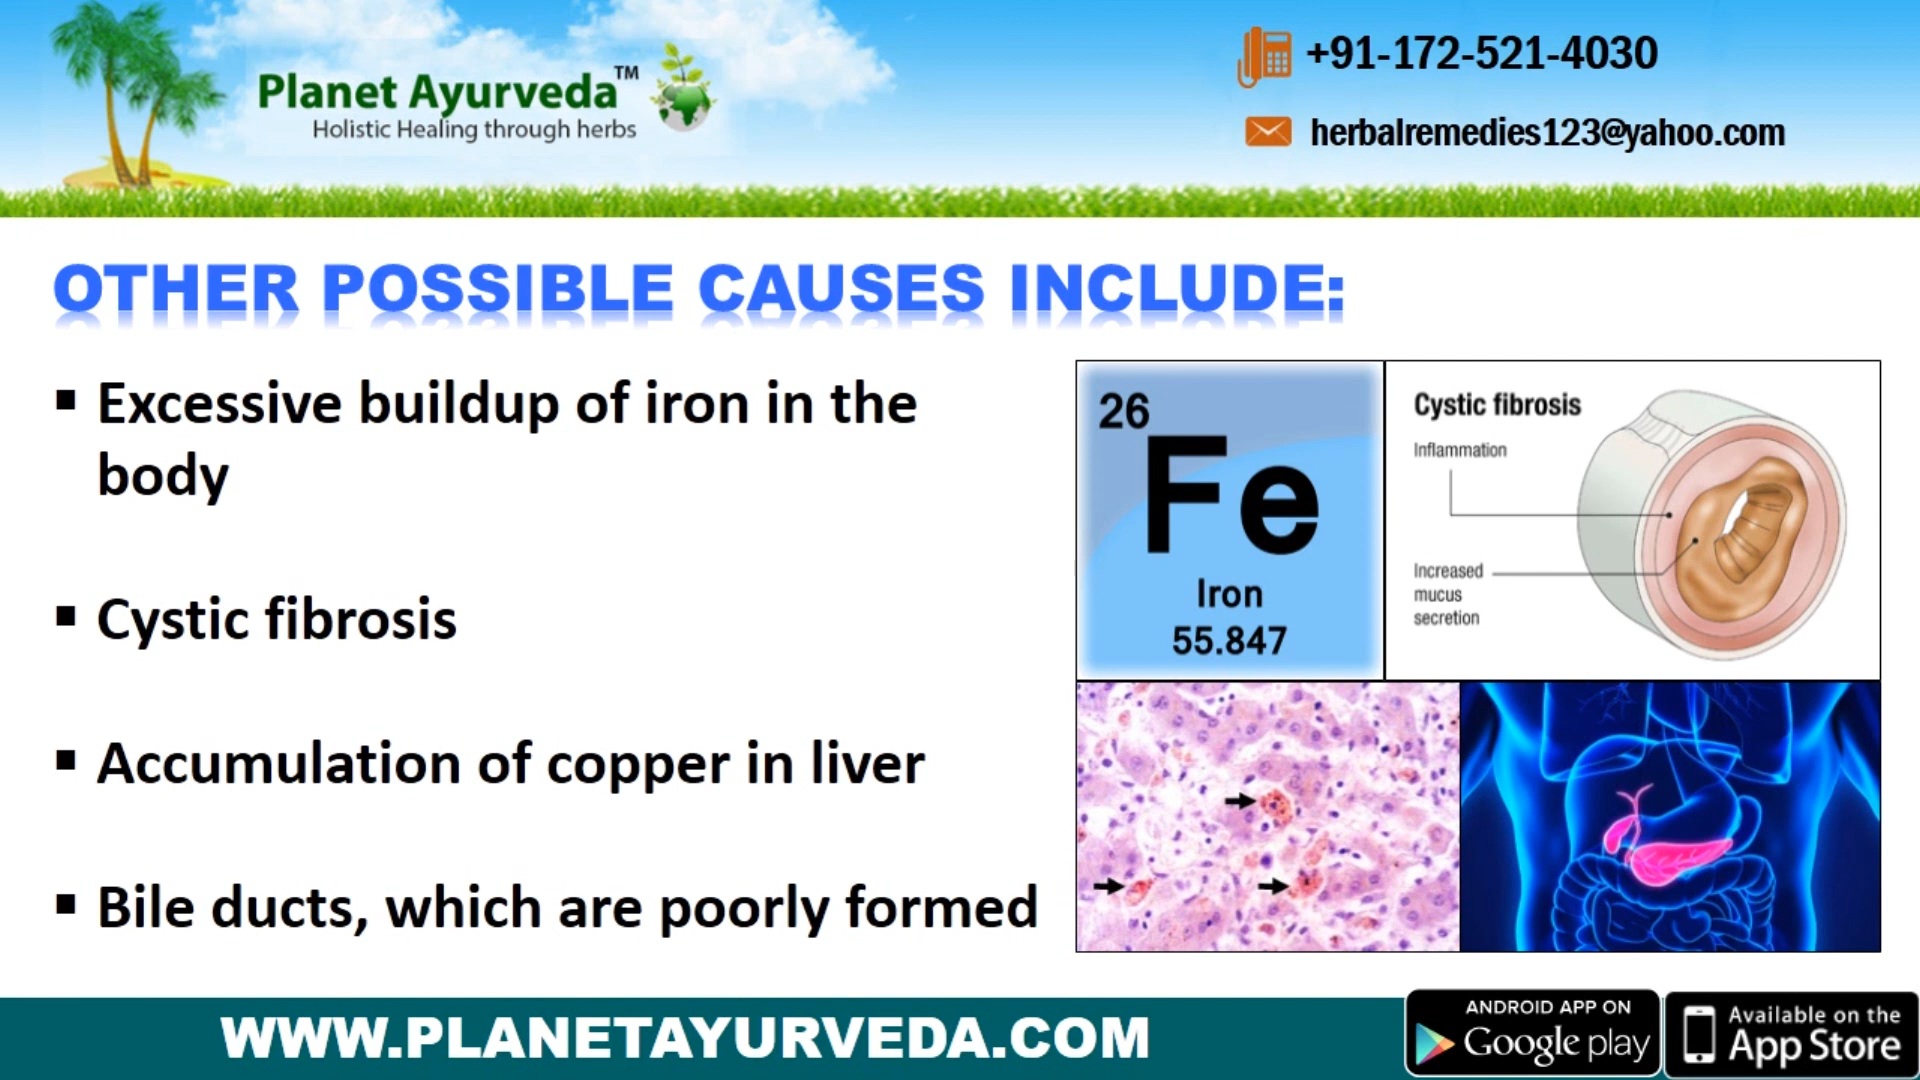 Planet Ayurveda™
Holistic Healing through herbs
+91-172-521-4030
herbalremedies123@yahoo.com
OTHER POSSIBLE CAUSES INCLUDE:
▪ Excessive buildup of iron in the
body
▪ Cystic fibrosis
▪ Accumulation of copper in liver
▪ Bile ducts, which are poorly formed
26
Fe
Iron
55.847
Cystic fibrosis
Inflammation
Increased
mucus
secretion
WWW.PLANETAYURVEDA.COM
ANDROID APP ON
Google play
Available on the
App Store